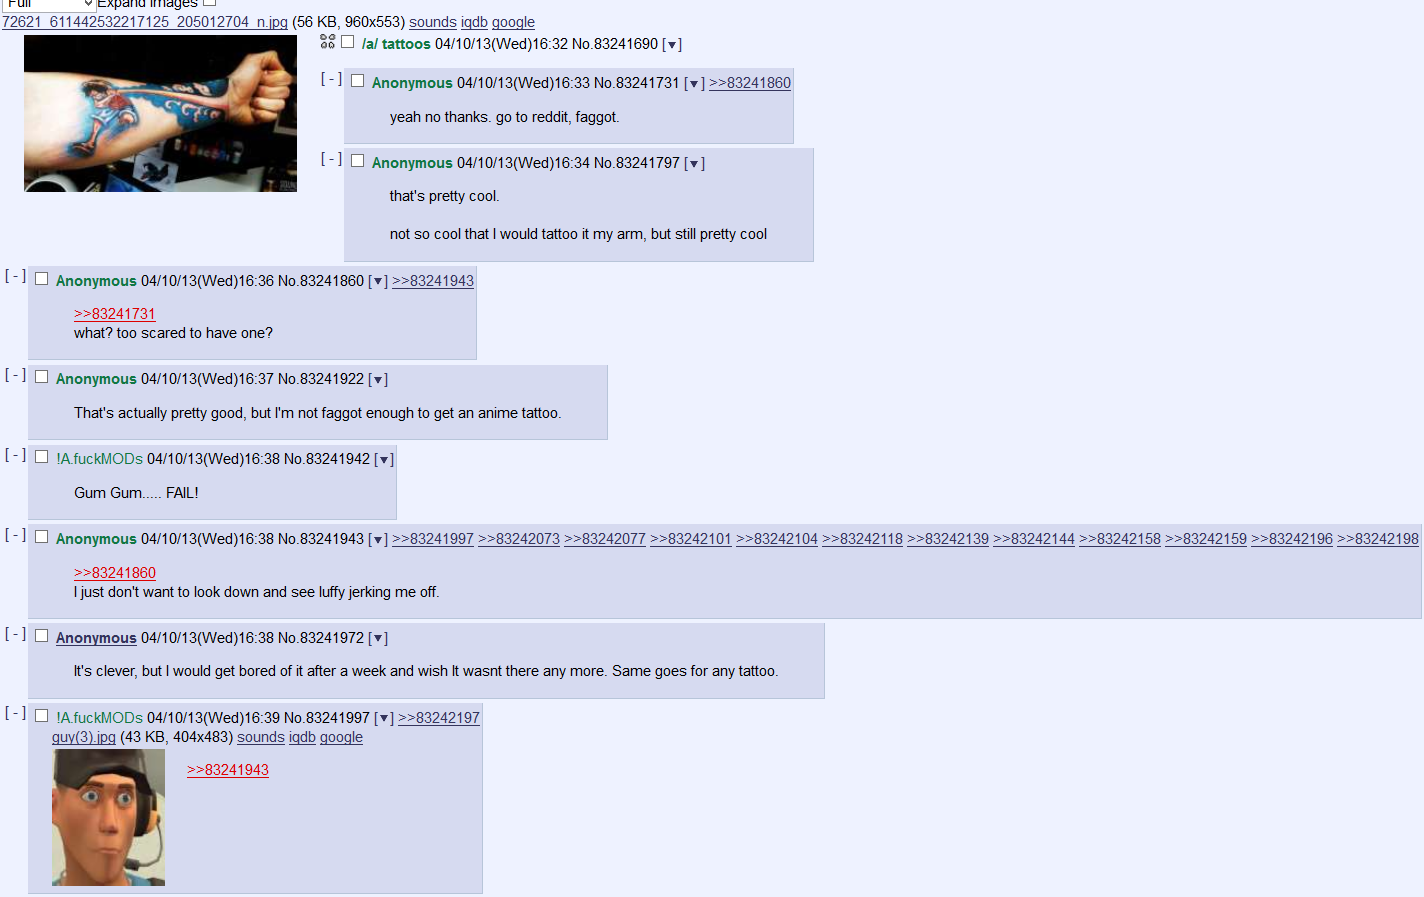 Full Expand images
72621_611442532217125_205012704_n.jpg (56 KB, 960x553) sounds iqdb google
/a/ tattoos 04/10/13(Wed)16:32 No.83241690 [▼]
[ - ] Anonymous 04/10/13(Wed)16:33 No.83241731 [▼] >>83241860
yeah no thanks. go to reddit, faggot.
[ - ] Anonymous 04/10/13(Wed)16:34 No.83241797 [▼]
that's pretty cool.
not so cool that I would tattoo it my arm, but still pretty cool
[ - ] Anonymous 04/10/13(Wed)16:36 No.83241860 [▼] >>83241943
>>83241731
what? too scared to have one?
[ - ] Anonymous 04/10/13(Wed)16:37 No.83241922 [▼]
That's actually pretty good, but I'm not faggot enough to get an anime tattoo.
[ - ] !A.fuckMODs 04/10/13(Wed)16:38 No.83241942 [▼]
Gum Gum..... FAIL!
[ - ] Anonymous 04/10/13(Wed)16:38 No.83241943 [▼] >>83241997 >>83242073 >>83242077 >>83242101 >>83242104 >>83242118 >>83242139 >>83242144 >>83242158 >>83242159 >>83242196 >>83242198
>>83241860
I just don't want to look down and see luffy jerking me off.
[ - ] Anonymous 04/10/13(Wed)16:38 No.83241972 [▼]
It's clever, but I would get bored of it after a week and wish It wasnt there any more. Same goes for any tattoo.
[ - ] !A.fuckMODs 04/10/13(Wed)16:39 No.83241997 [▼] >>83242197
guy(3).jpg (43 KB, 404x483) sounds iqdb google
>>83241943